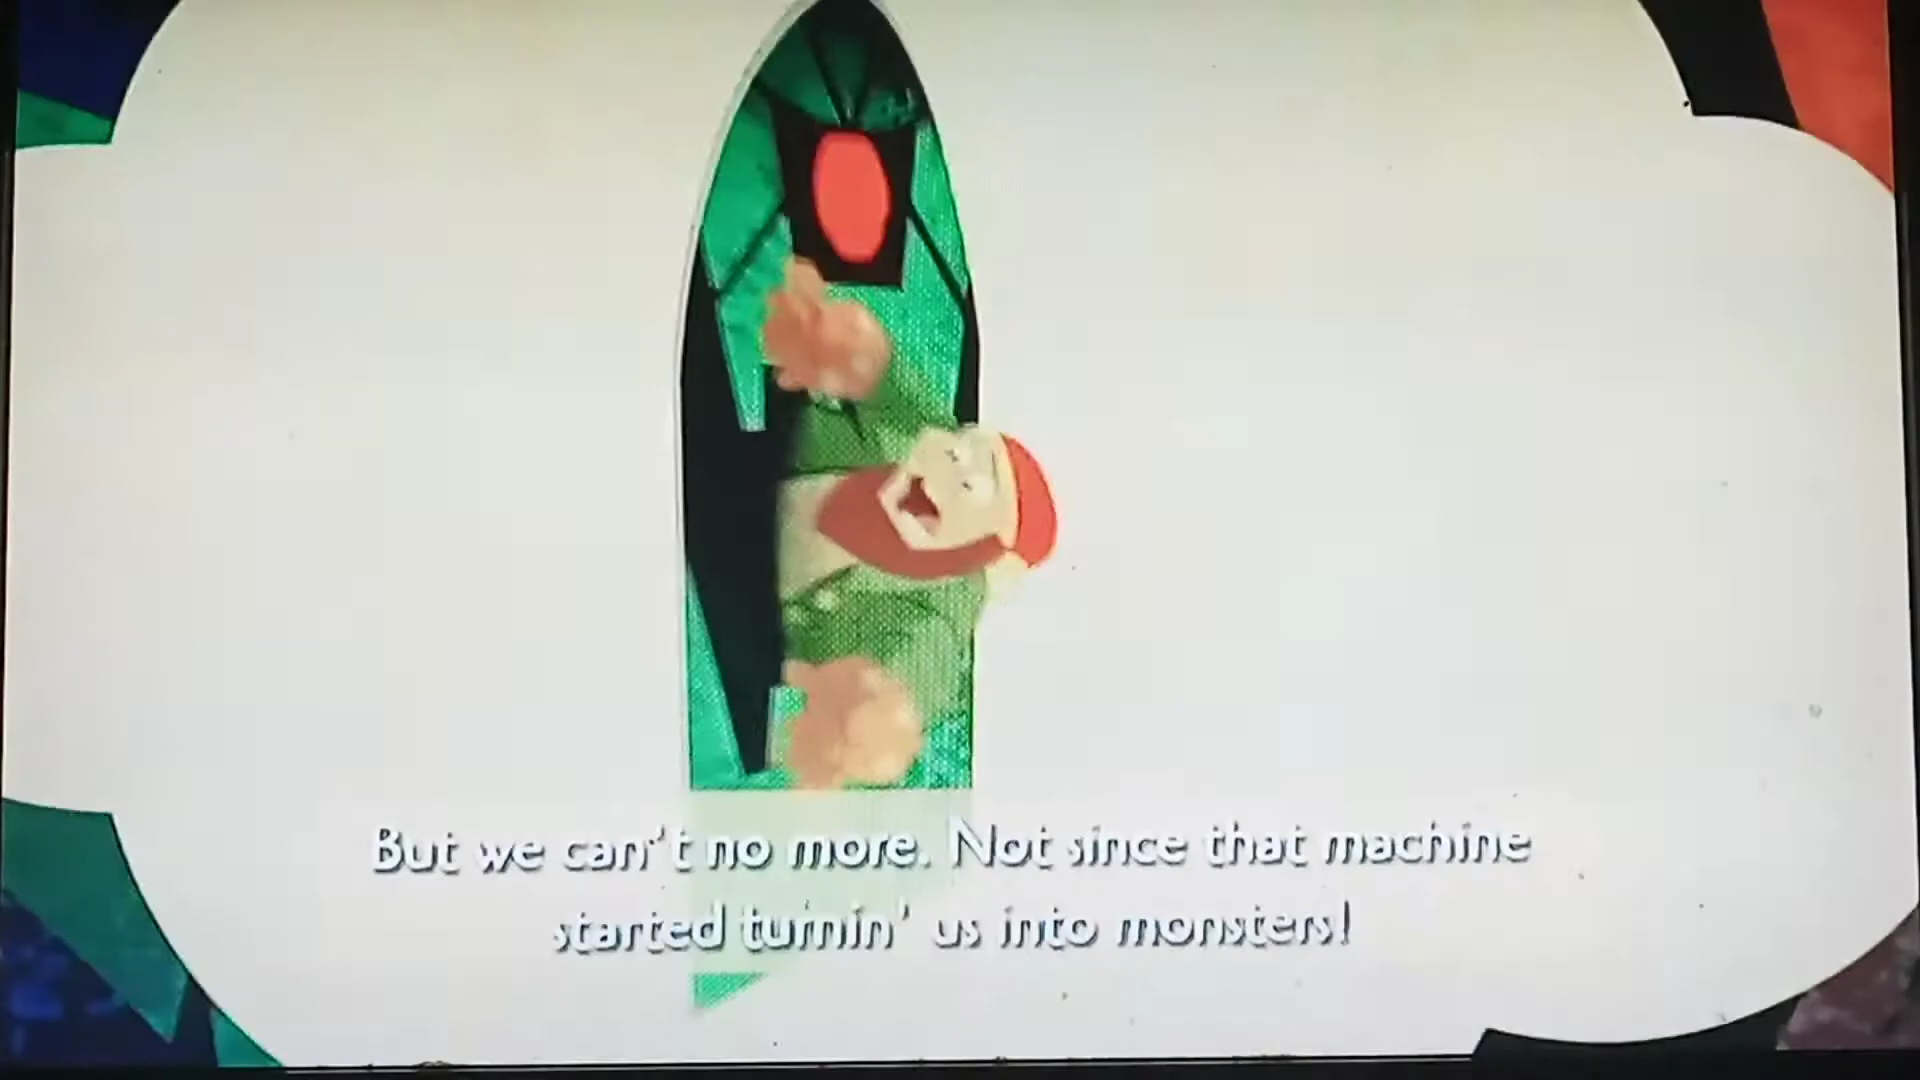 But we can't no more. Not since that machine
started turnin' us into monsters!